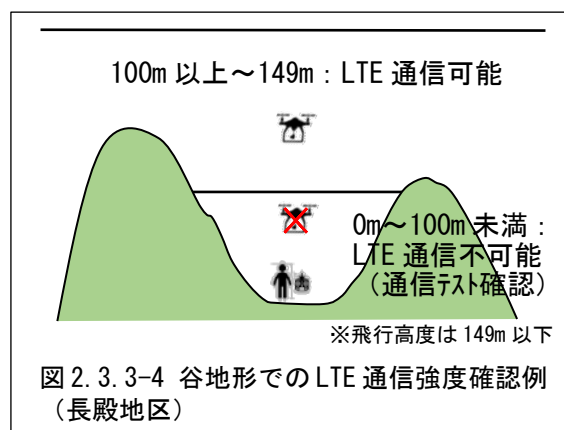 100m 以上～149m：LTE 通信可能
0m～100m 未満：
LTE 通信不可能
（通信ﾃｽﾄ確認）
※飛行高度は 149m 以下
図 2.3.3-4 谷地形での LTE 通信強度確認例
（長殿地区）